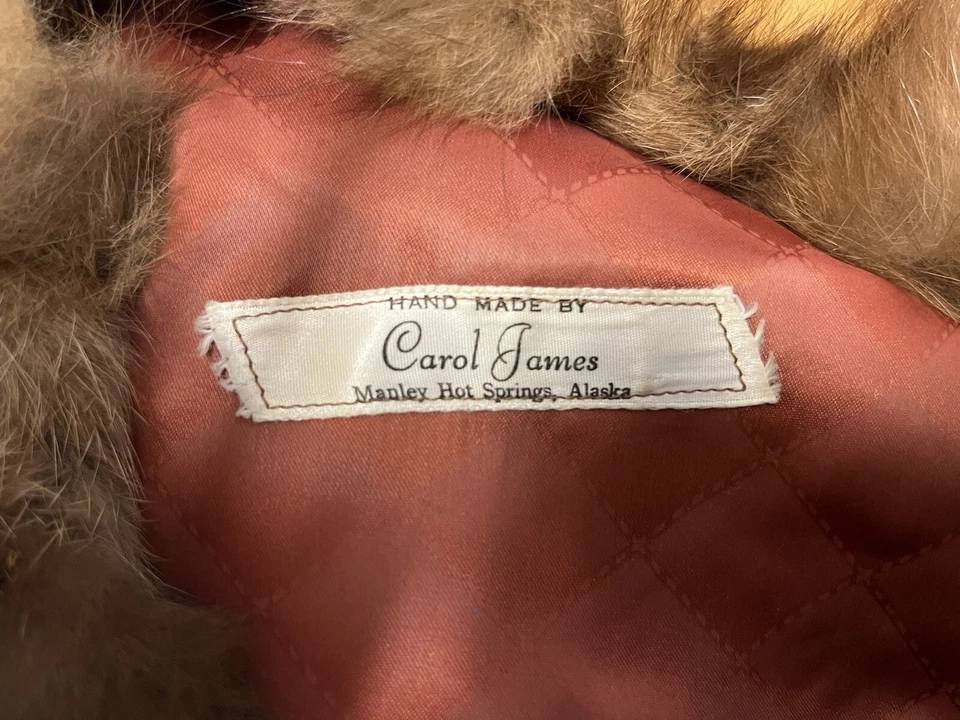 HAND MADE BY
Carol James
Manley Hot Springs, Alaska